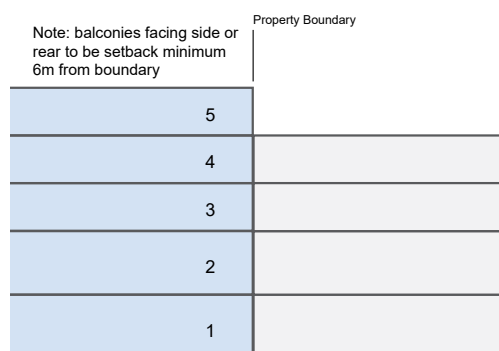 Note: balconies facing side or
rear to be setback minimum
6m from boundary
Property Boundary
5
4
3
2
1